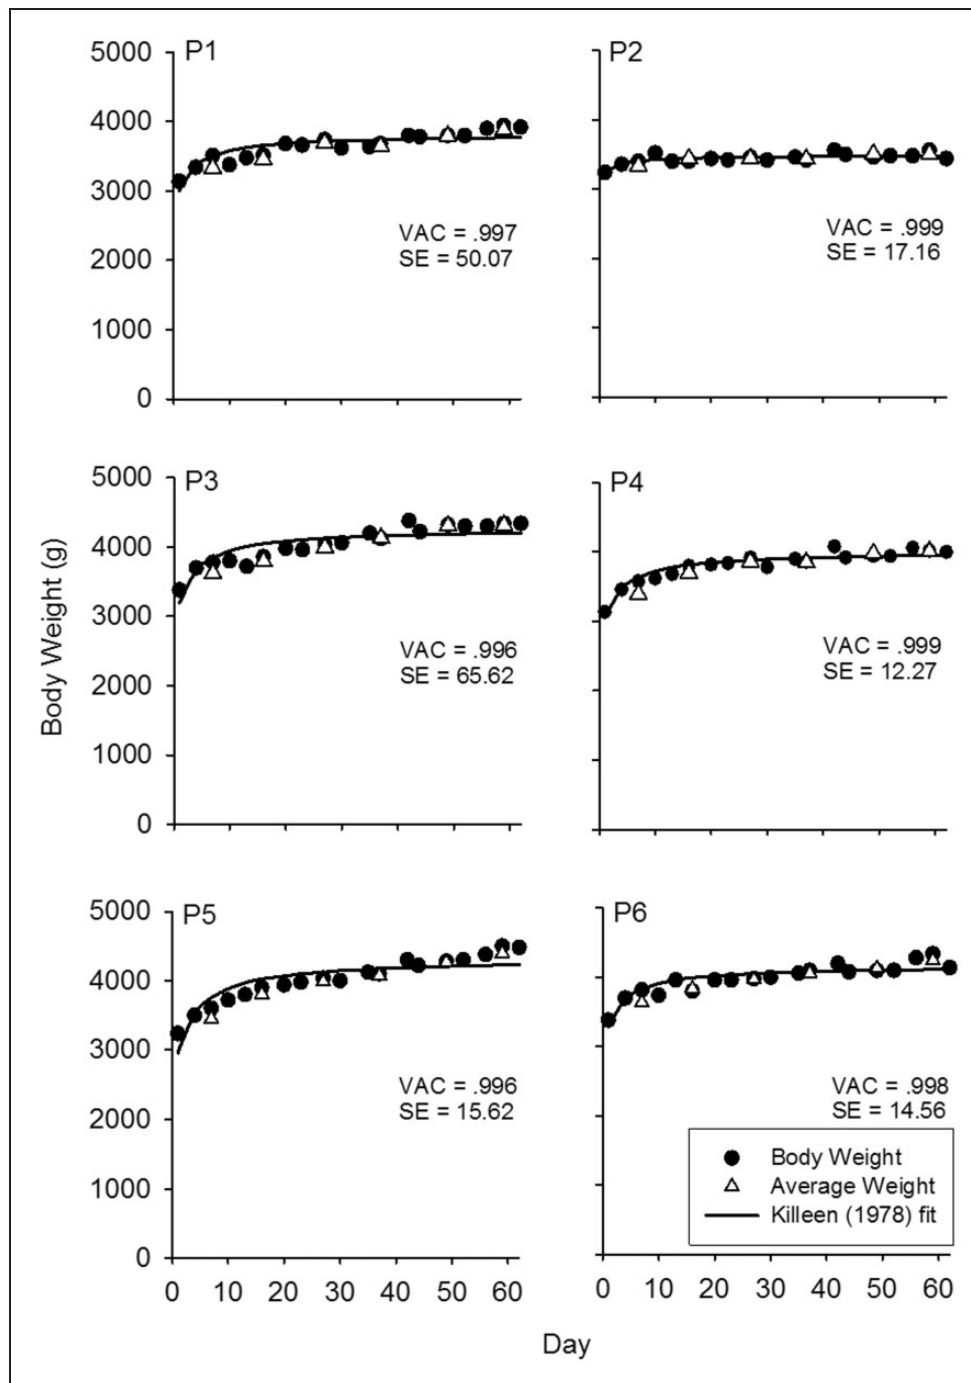 P1
5000
4000
3000
2000
1000
0
VAC = .997
SE = 50.07
P2
VAC = .999
SE = 17.16
P3
5000
4000
3000
2000
1000
0
VAC = .996
SE = 65.62
P4
VAC = .999
SE = 12.27
Body Weight (g)
P5
5000
4000
3000
2000
1000
0
VAC = .996
SE = 15.62
0 10 20 30 40 50 60
P6
VAC = .998
SE = 14.56
Body Weight
Average Weight
Killeen (1978) fit
0 10 20 30 40 50 60
Day